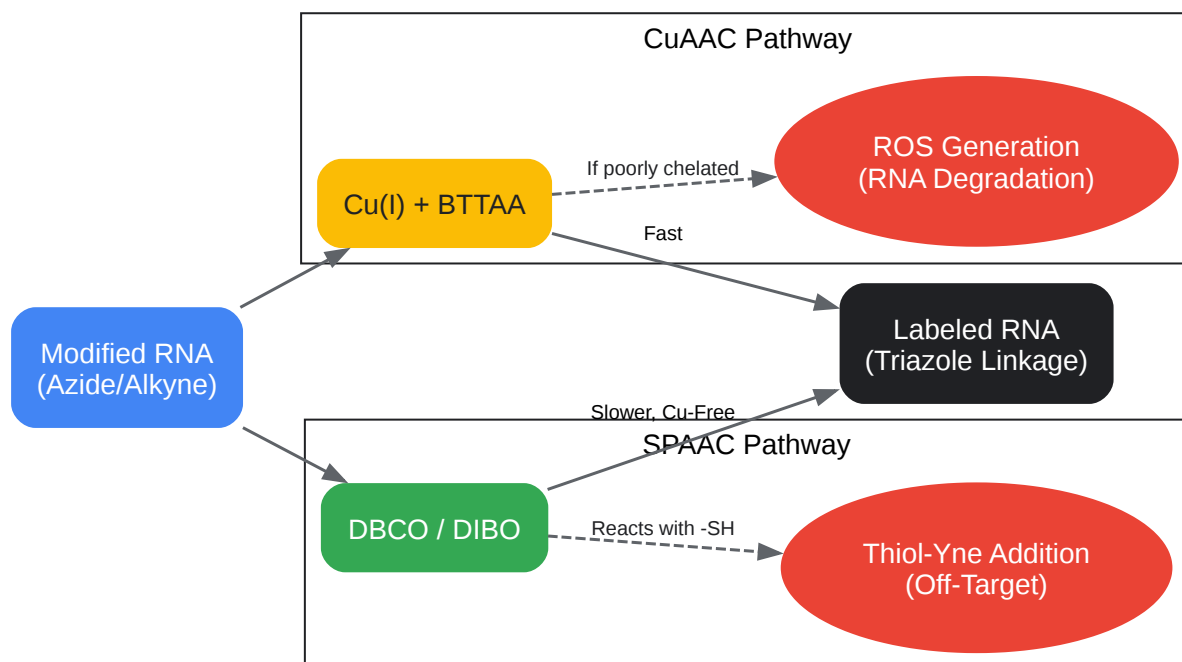 CuAAC Pathway
ROS Generation
(RNA Degradation)
If poorly chelated
Cu(I) + BTTAA
Fast
Labeled RNA
(Triazole Linkage)
Modified RNA
(Azide/Alkyne)
Slower, Cu-Free
SPAAC Pathway
DBCO / DIBO
Reacts with -SH
Thiol-Yne Addition
(Off-Target)